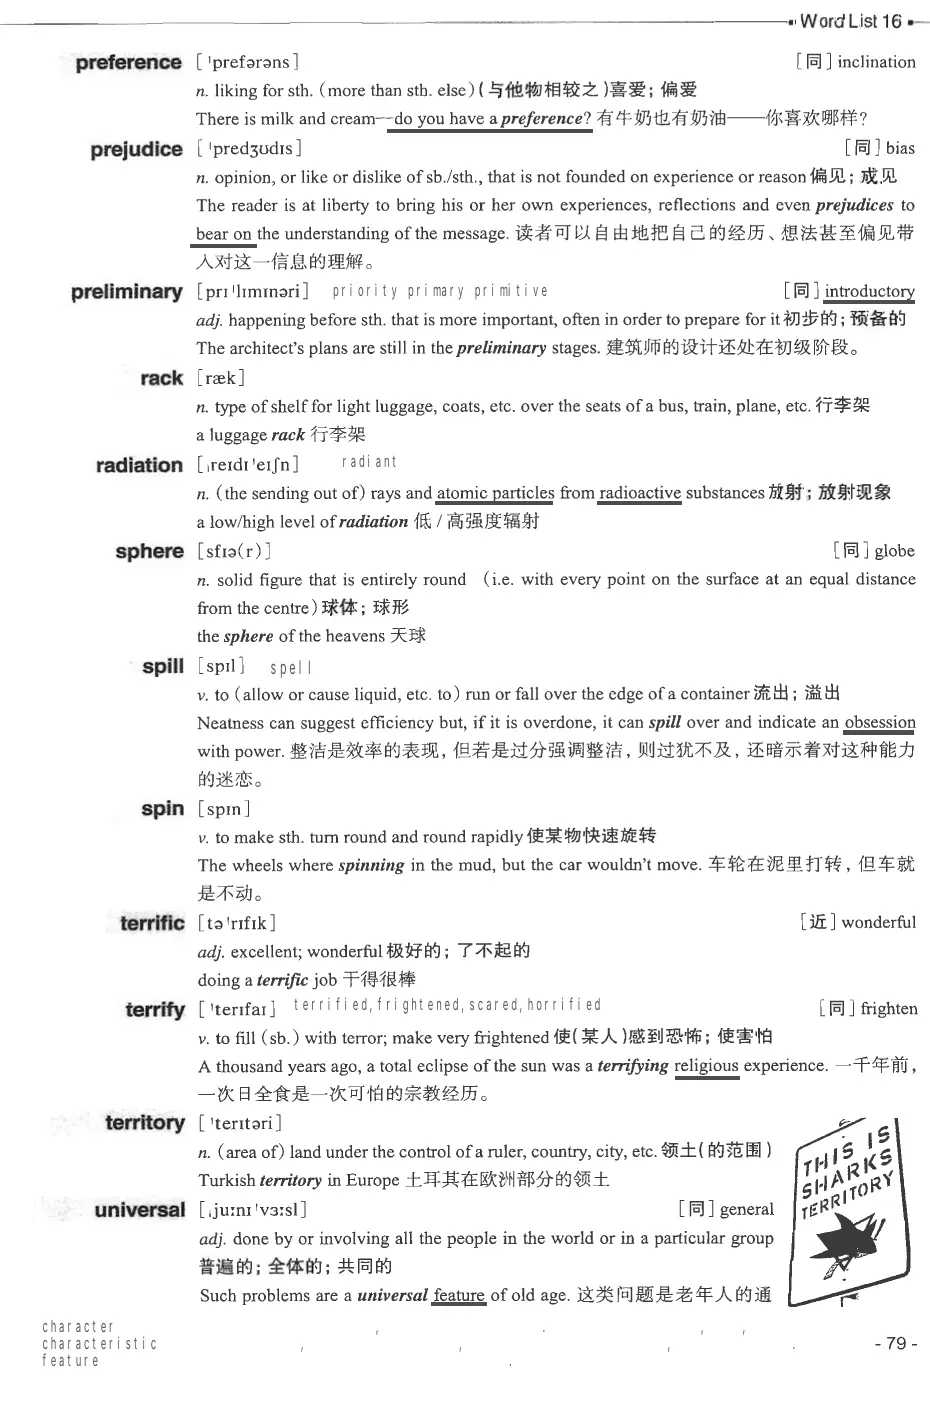 Word List 16
preference [ˈprefərəns] [同] inclination
n. liking for sth. (more than sth. else)(与他物相较之)喜爱; 偏爱
There is milk and cream—do you have a preference? 有牛奶也有奶油——你喜欢哪样?
prejudice [ˈpredʒʊdɪs] [同] bias
n. opinion, or like or dislike of sb./sth., that is not founded on experience or reason 偏见; 成见
The reader is at liberty to bring his or her own experiences, reflections and even prejudices to
bear on the understanding of the message. 读者可以自由地把自己的经历、想法甚至偏见带
入对这一信息的理解。
preliminary [prɪˈlɪmɪnəri] priority primary primitive [同] introductory
adj. happening before sth. that is more important, often in order to prepare for it 初步的; 预备的
The architect's plans are still in the preliminary stages. 建筑师的设计还处在初级阶段。
rack [ræk]
n. type of shelf for light luggage, coats, etc. over the seats of a bus, train, plane, etc. 行李架
a luggage rack 行李架
radiation [ˌreɪdɪˈeɪʃn] radiant
n. (the sending out of) rays and atomic particles from radioactive substances 放射; 放射现象
a low/high level of radiation 低 / 高强度辐射
sphere [sfɪə(r)] [同] globe
n. solid figure that is entirely round (i.e. with every point on the surface at an equal distance
from the centre) 球体; 球形
the sphere of the heavens 天球
spill [spɪl] spell
v. to (allow or cause liquid, etc. to) run or fall over the edge of a container 流出; 溢出
Neatness can suggest efficiency but, if it is overdone, it can spill over and indicate an obsession
with power. 整洁是效率的表现, 但若是过分强调整洁, 则过犹不及, 还暗示着对这种能力
的迷恋。
spin [spɪn]
v. to make sth. turn round and round rapidly 使某物快速旋转
The wheels where spinning in the mud, but the car wouldn't move. 车轮在泥里打转, 但车就
是不动。
terrific [təˈrɪfɪk] [近] wonderful
adj. excellent; wonderful 极好的; 了不起的
doing a terrific job 干得很棒
terrify [ˈterɪfaɪ] terrified,frightened,scared,horrified [同] frighten
v. to fill (sb.) with terror; make very frightened 使(某人)感到恐怖; 使害怕
A thousand years ago, a total eclipse of the sun was a terrifying religious experience. 一千年前,
一次日全食是一次可怕的宗教经历。
territory [ˈterɪtəri]
n. (area of) land under the control of a ruler, country, city, etc. 领土(的范围)
Turkish territory in Europe 土耳其在欧洲部分的领土
THIS IS
SHARKS
TERRITORY
universal [ˌjuːnɪˈvɜːsl] [同] general
adj. done by or involving all the people in the world or in a particular group
普遍的; 全体的; 共同的
Such problems are a universal feature of old age. 这类问题是老年人的通
character
characteristic
feature
- 79 -